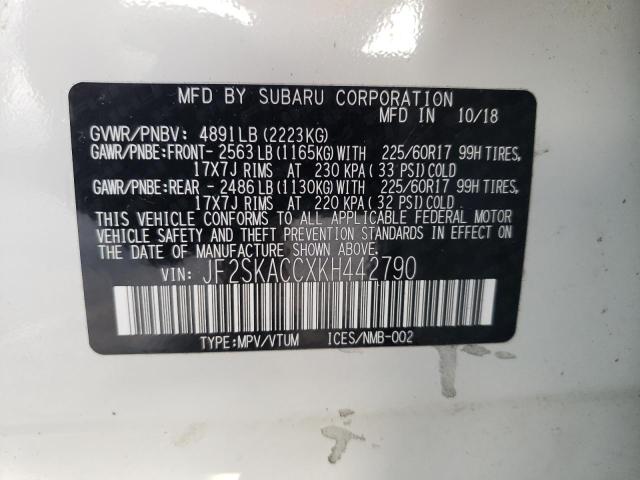 MFD BY SUBARU CORPORATION
MFD IN 10/18
GVWR/PNBV: 4891LB(2223KG)
GAWR/PNBE:FRONT- 2563LB(1165KG)WITH 225/60R17 99H TIRES,
17X7J RIMS AT 230 KPA(33 PSI)COLD
GAWR/PNBE:REAR - 2486LB(1130KG)WITH 225/60R17 99H TIRES,
17X7J RIMS AT 220 KPA(32 PSI)COLD.
THIS VEHICLE CONFORMS TO ALL APPLICABLE FEDERAL MOTOR
VEHICLE SAFETY AND THEFT PREVENTION STANDARDS IN EFFECT ON
THE DATE OF MANUFACTURE SHOWN ABOVE.
VIN: JF2SKACCXKH442790
TYPE:MPV/VTUM ICES/NMB-002